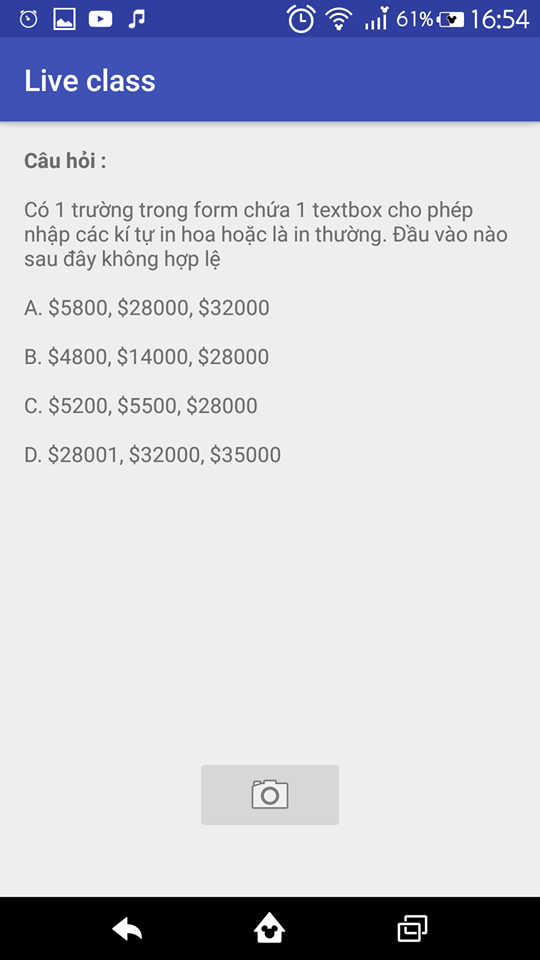 61%
16:54
Live class
Câu hỏi :
Có 1 trường trong form chứa 1 textbox cho phép
nhập các kí tự in hoa hoặc là in thường. Đầu vào nào
sau đây không hợp lệ
A. $5800, $28000, $32000
B. $4800, $14000, $28000
C. $5200, $5500, $28000
D. $28001, $32000, $35000